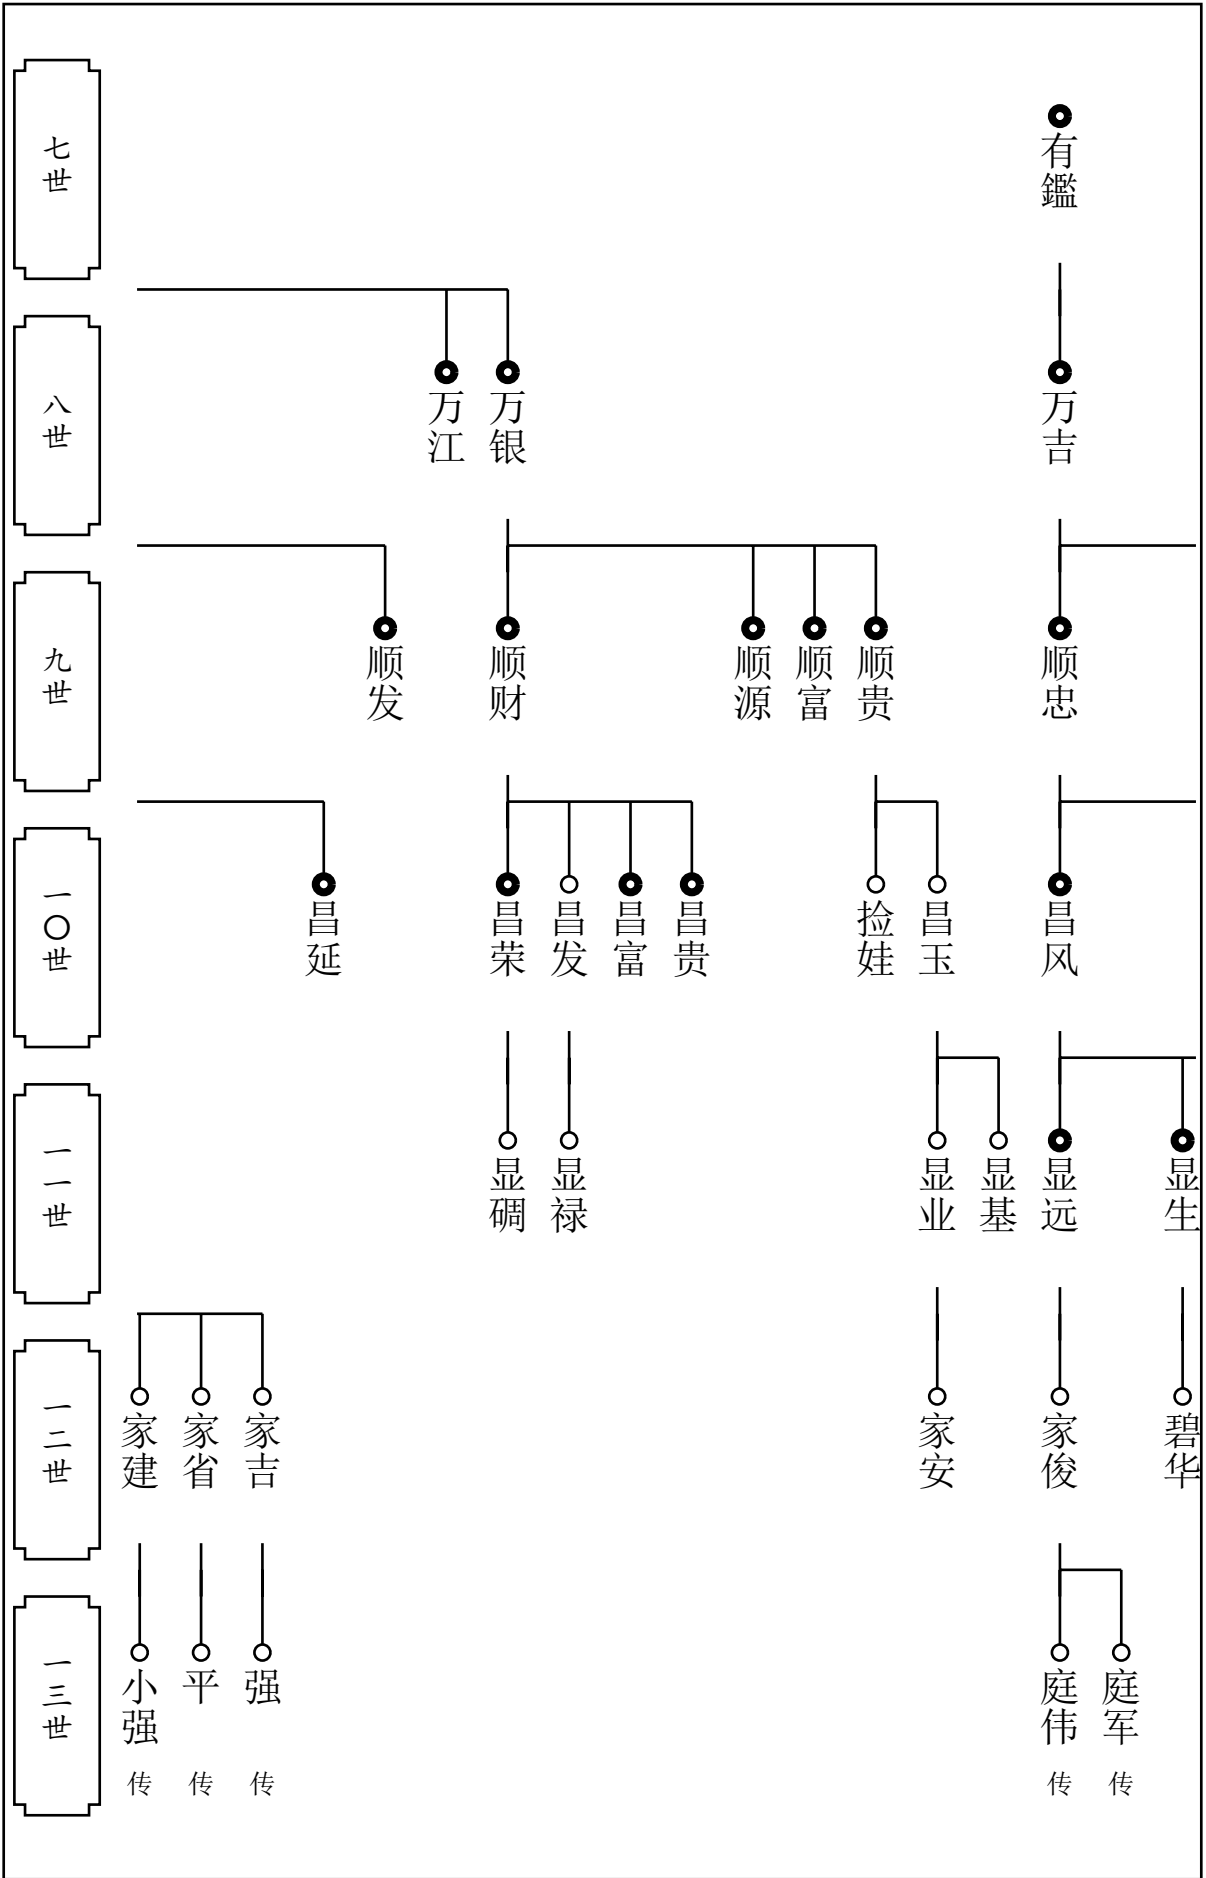 七世
有鑑
八世
万江
万银
万吉
九世
顺发
顺财
顺源
顺富
顺贵
顺忠
一〇世
昌延
昌荣
昌发
昌富
昌贵
捡娃
昌玉
昌风
一一世
显碉
显禄
显业
显基
显远
显生
一二世
家建
家省
家吉
家安
家俊
碧华
一三世
小强
平
强
庭伟
庭军
传
传
传
传
传